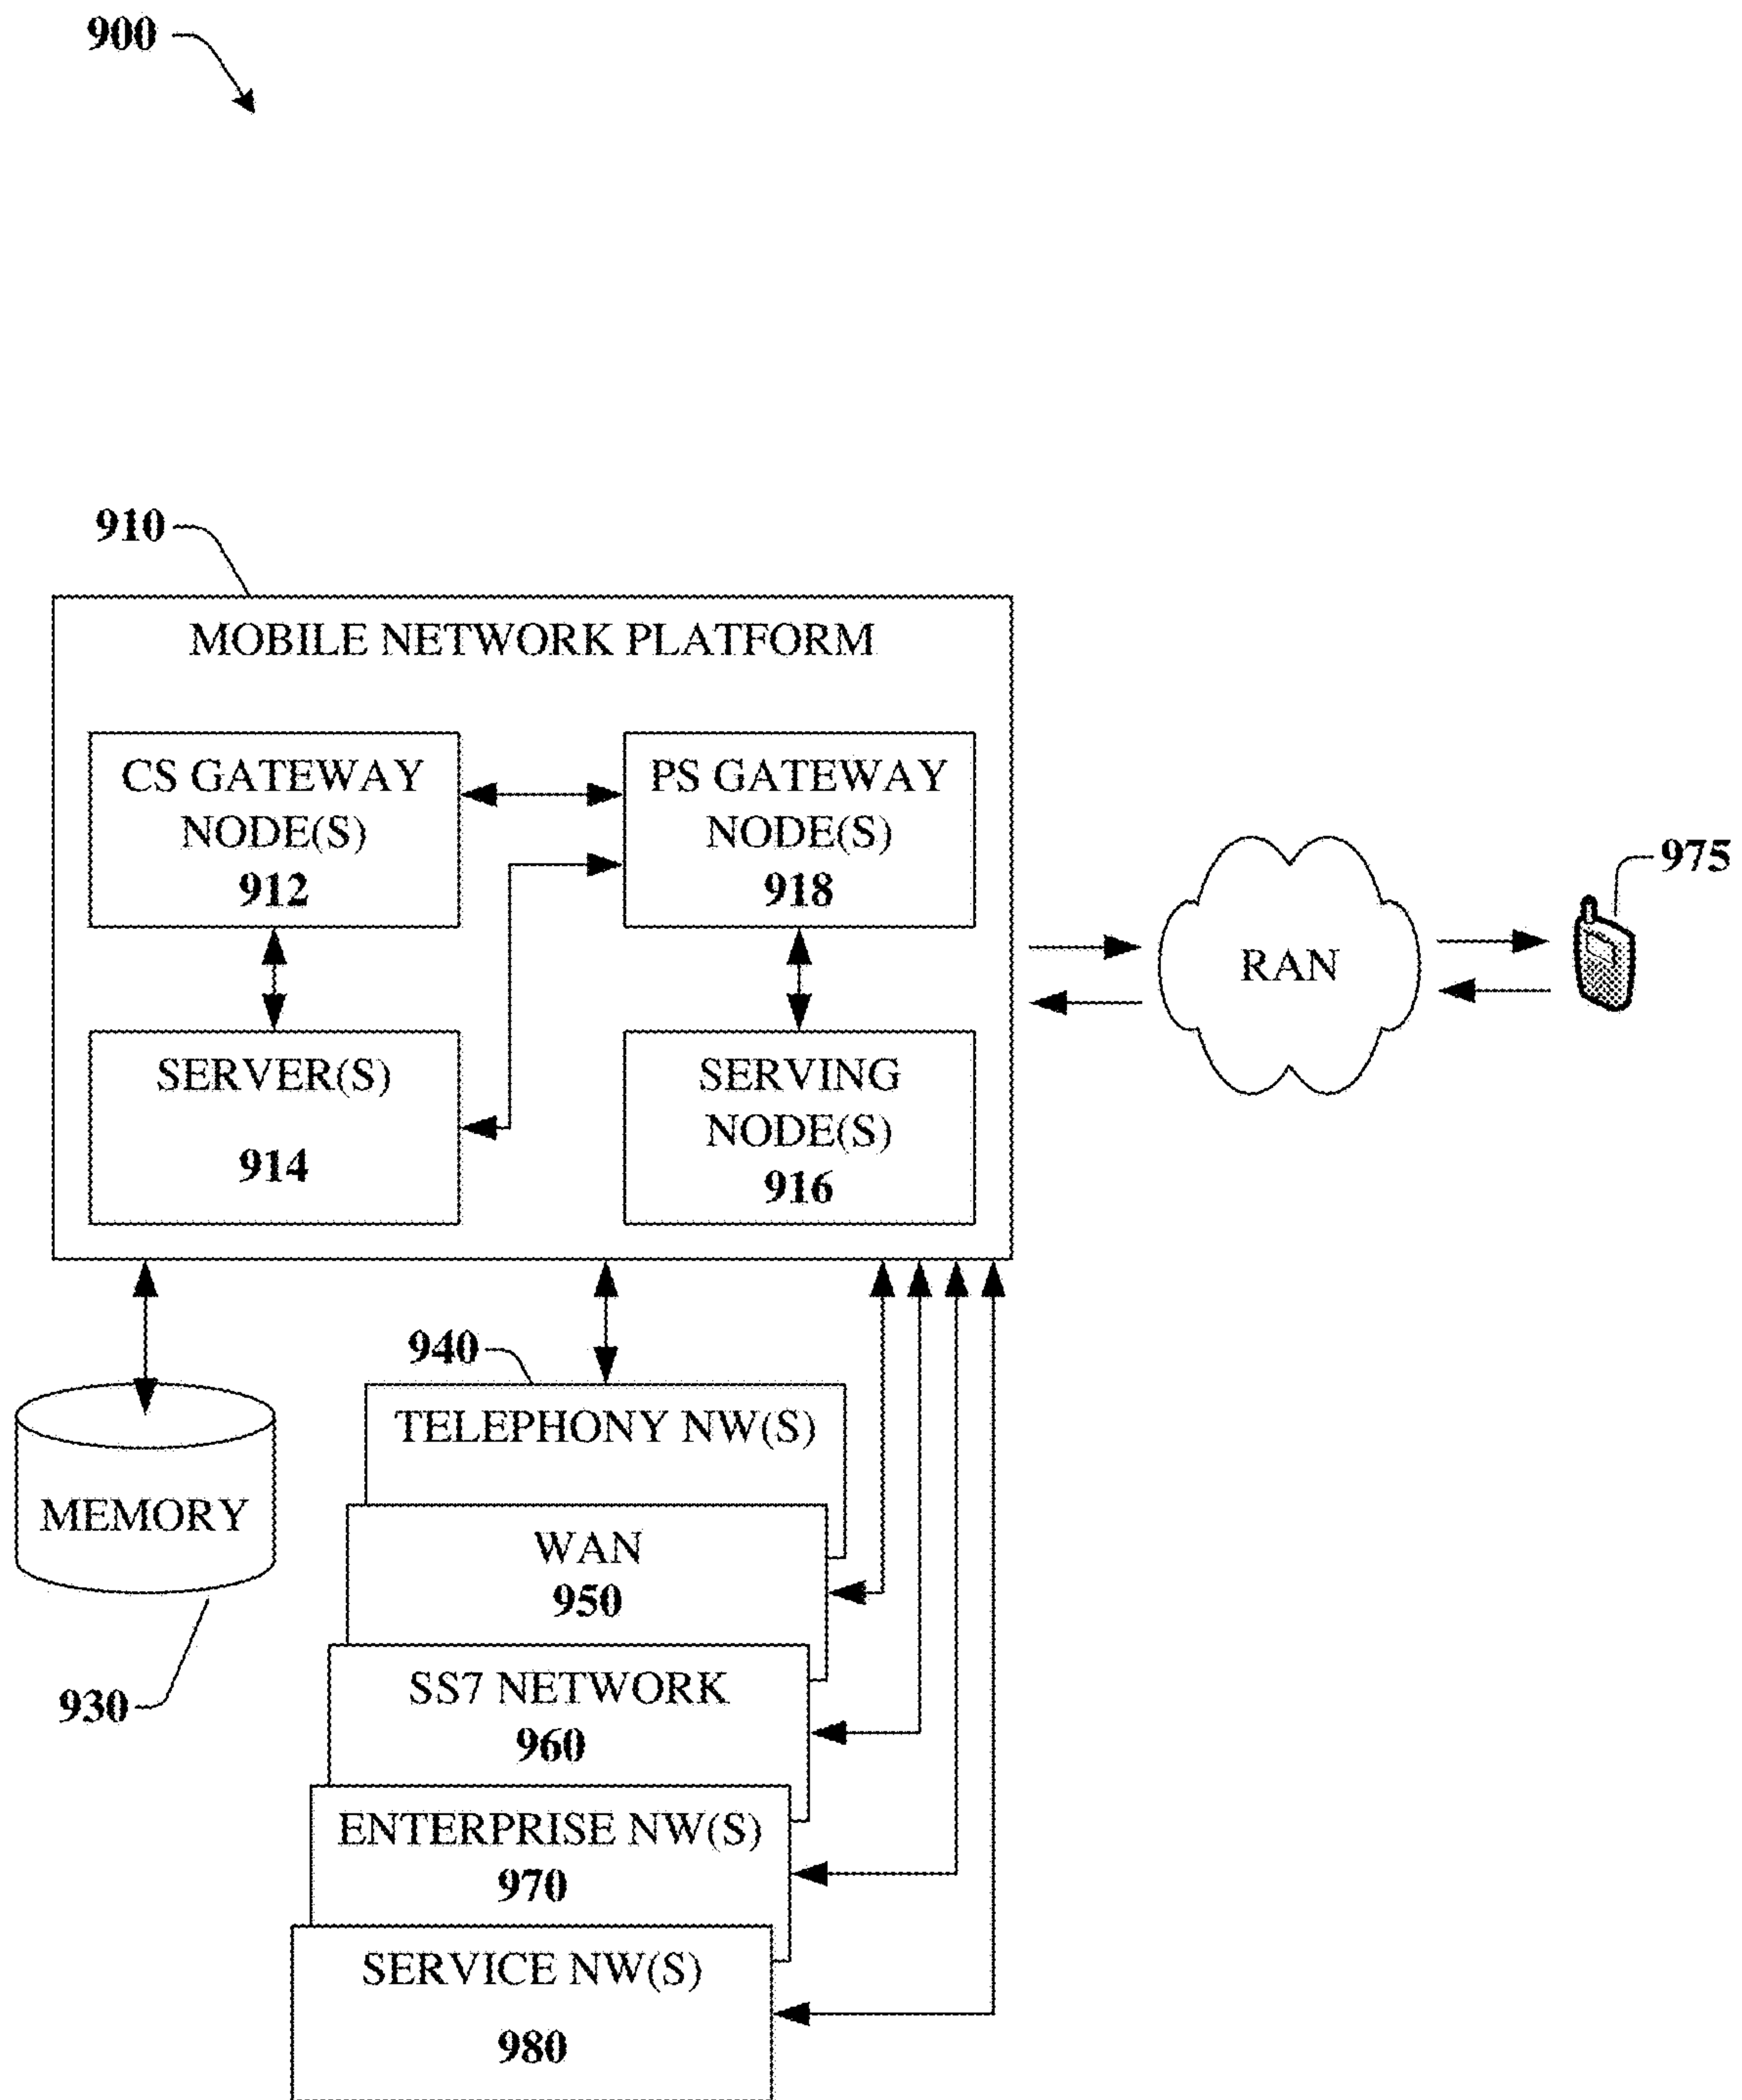 900
910
MOBILE NETWORK PLATFORM
CS GATEWAY
NODE(S)
912
PS GATEWAY
NODE(S)
918
SERVER(S)
914
SERVING
NODE(S)
916
RAN
975
940
TELEPHONY NW(S)
MEMORY
930
WAN
950
SS7 NETWORK
960
ENTERPRISE NW(S)
970
SERVICE NW(S)
980